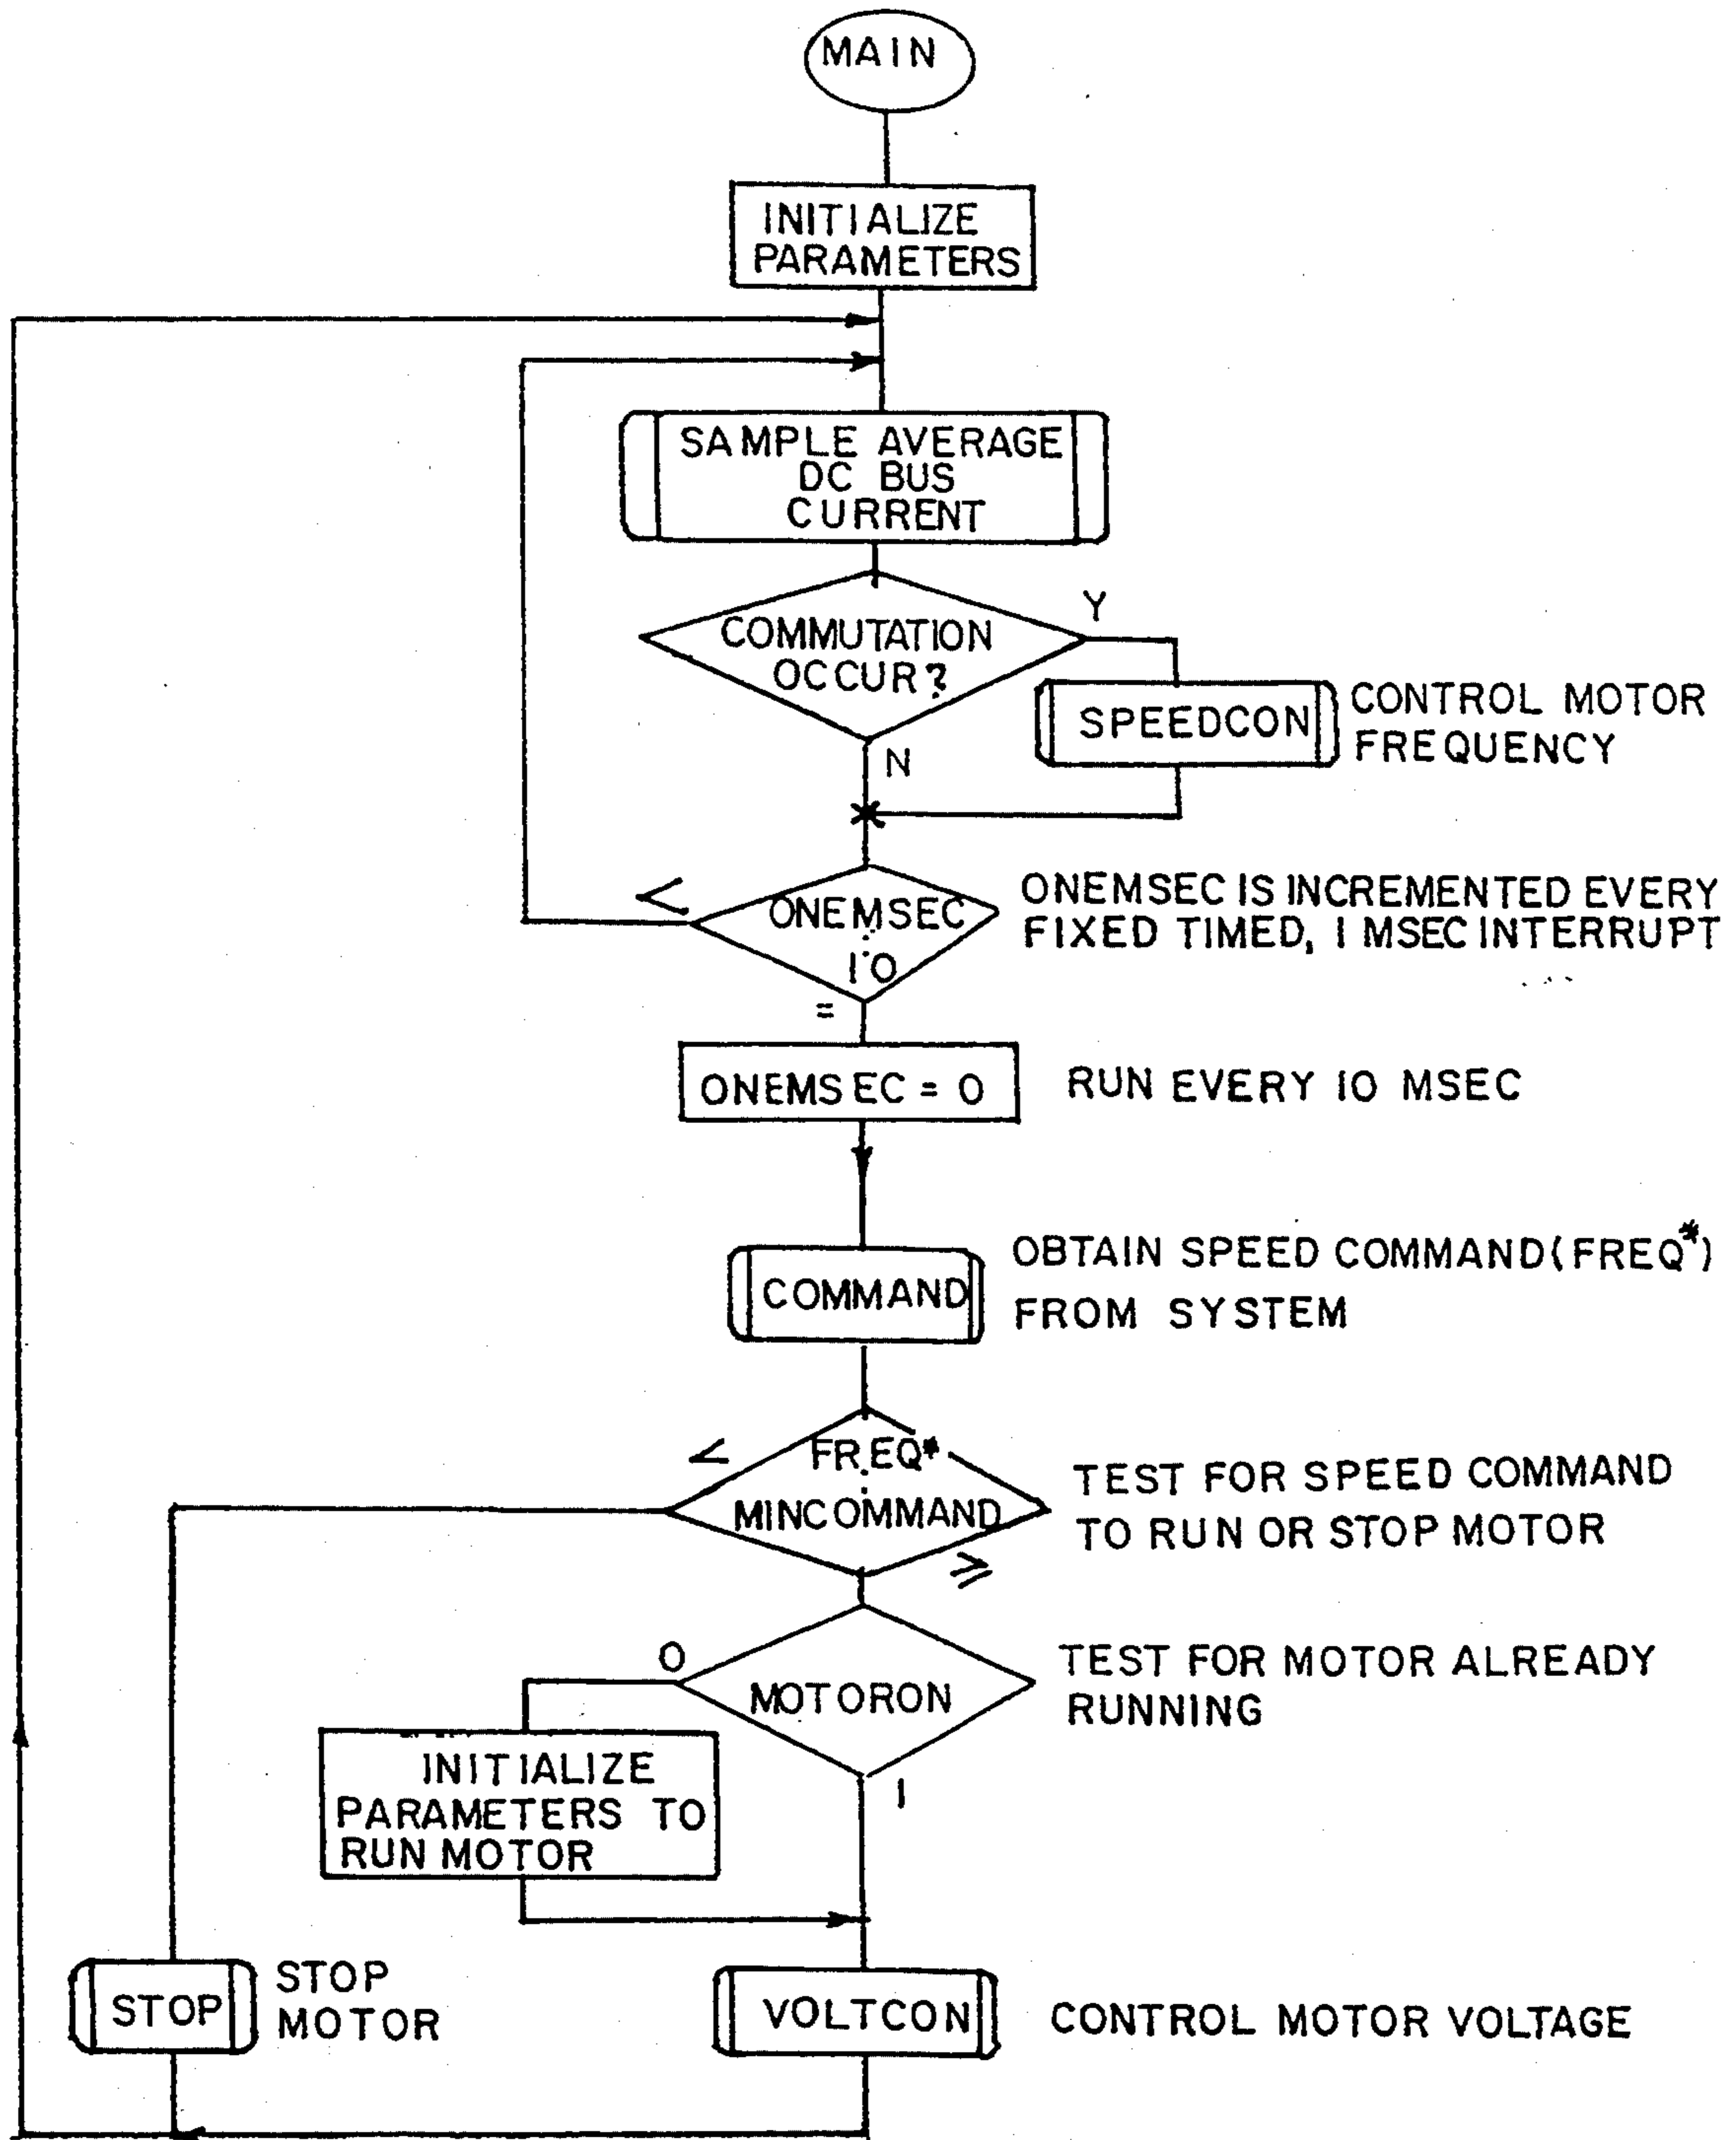 MAIN
INITIALIZE
PARAMETERS
SAMPLE AVERAGE
DC BUS
CURRENT
COMMUTATION
OCCUR?
Y
N
SPEEDCON
CONTROL MOTOR
FREQUENCY
<
ONEMSEC
:
10
=
ONEMSEC IS INCREMENTED EVERY
FIXED TIMED, 1 MSEC INTERRUPT
ONEMSEC = 0
RUN EVERY 10 MSEC
COMMAND
OBTAIN SPEED COMMAND(FREQ*)
FROM SYSTEM
<
FREQ*
:
MINCOMMAND
≥
TEST FOR SPEED COMMAND
TO RUN OR STOP MOTOR
0
MOTORON
1
TEST FOR MOTOR ALREADY
RUNNING
INITIALIZE
PARAMETERS TO
RUN MOTOR
STOP
STOP
MOTOR
VOLTCON
CONTROL MOTOR VOLTAGE